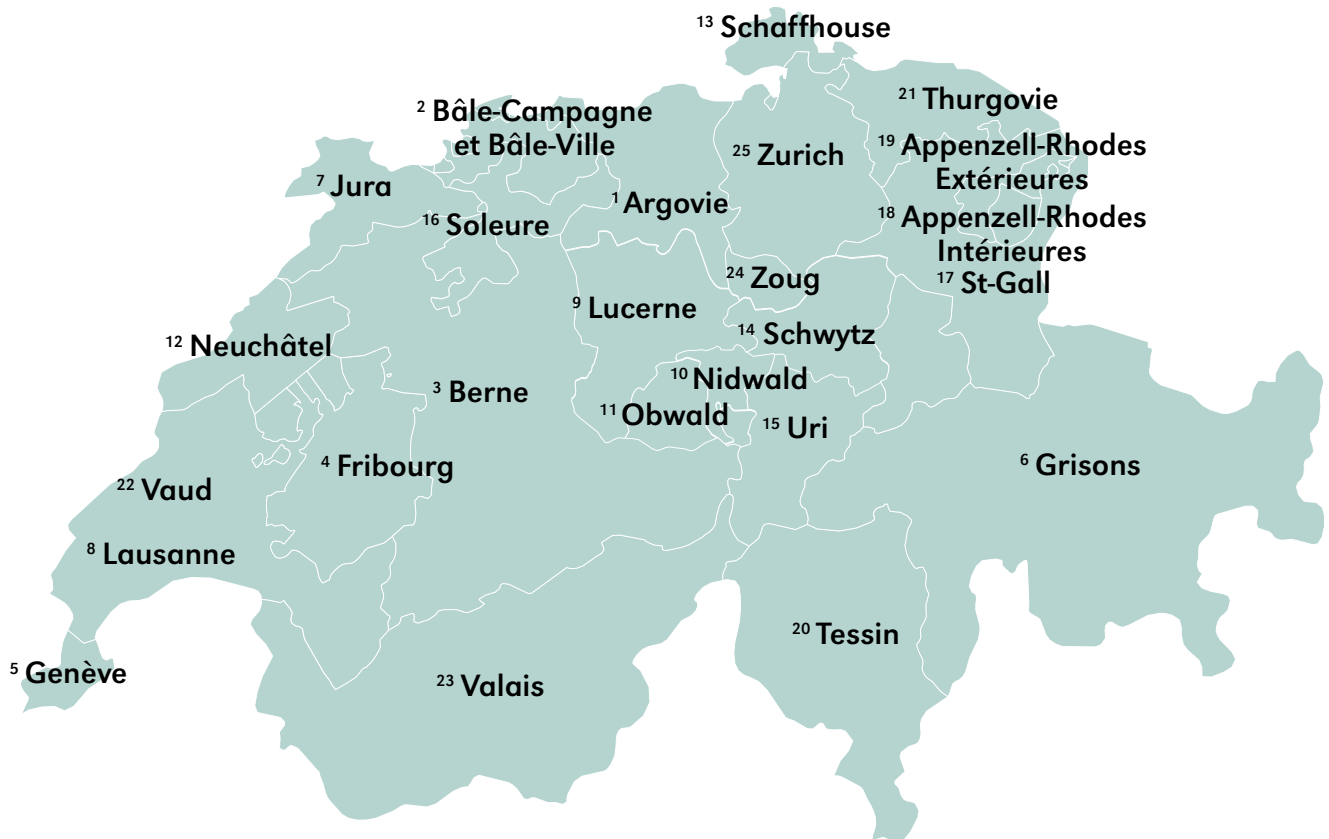 13 Schaffhouse
21 Thurgovie
2 Bâle-Campagne
et Bâle-Ville
25 Zurich
19 Appenzell-Rhodes
Extérieures
7 Jura
1 Argovie
16 Soleure
18 Appenzell-Rhodes
Intérieures
24 Zoug
17 St-Gall
9 Lucerne
14 Schwytz
12 Neuchâtel
10 Nidwald
3 Berne
11 Obwald
15 Uri
4 Fribourg
6 Grisons
22 Vaud
8 Lausanne
20 Tessin
5 Genève
23 Valais